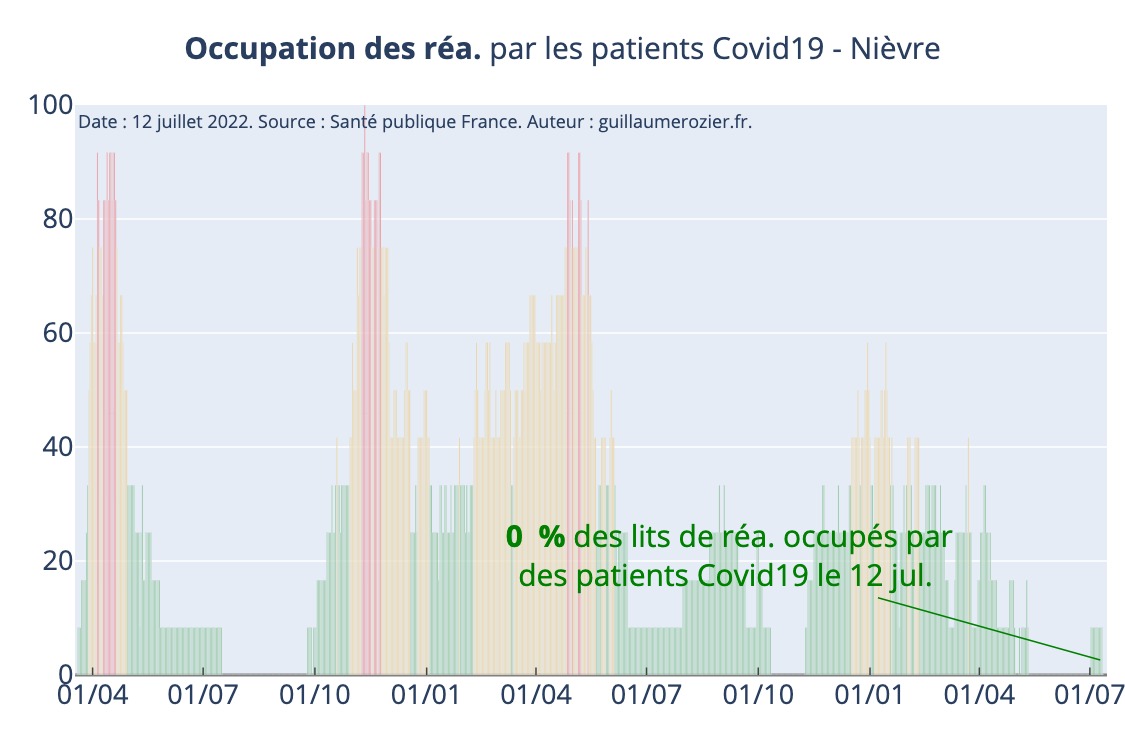 Occupation des réa. par les patients Covid19 - Nièvre
Date : 12 juillet 2022. Source : Santé publique France. Auteur : guillaumerozier.fr.
100
80
60
40
20
0
0 % des lits de réa. occupés par
des patients Covid19 le 12 jul.
01/04 01/07 01/10 01/01 01/04 01/07 01/10 01/01 01/04 01/07